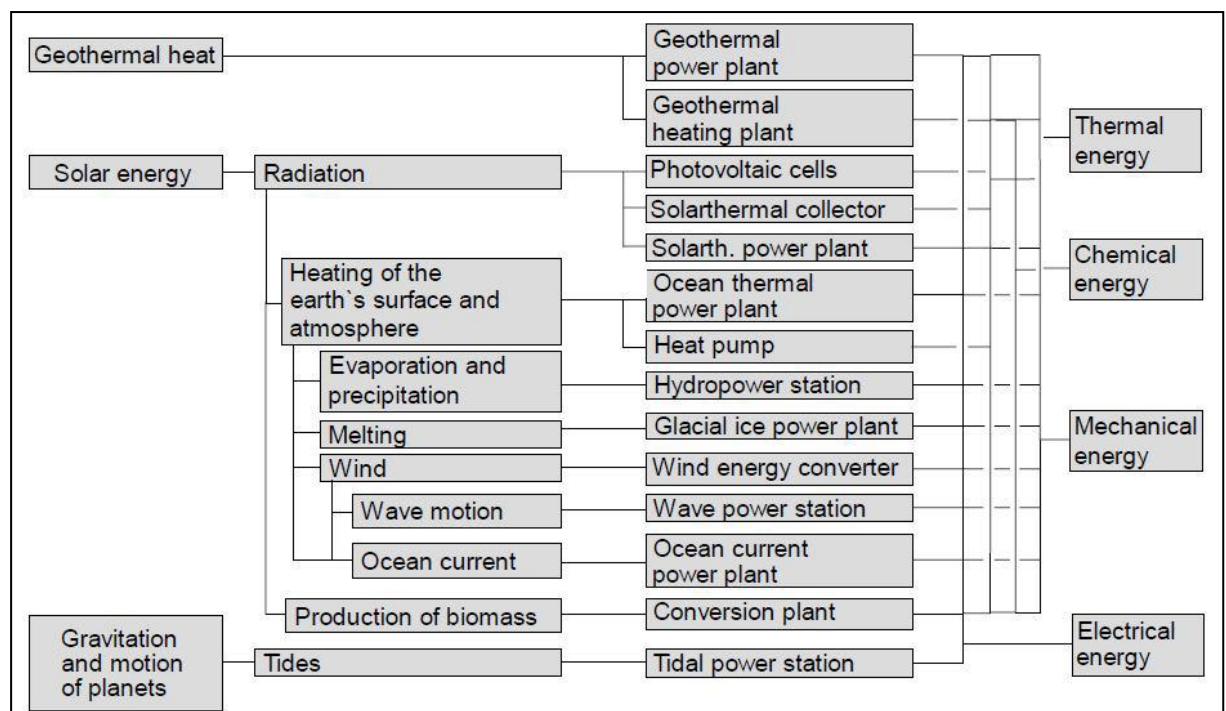 Geothermal heat
Geothermal
power plant
Geothermal
heating plant
Thermal
energy
Solar energy
Radiation
Photovoltaic cells
Solarthermal collector
Solarth. power plant
Chemical
energy
Heating of the
earth`s surface and
atmosphere
Ocean thermal
power plant
Heat pump
Evaporation and
precipitation
Hydropower station
Melting
Glacial ice power plant
Mechanical
energy
Wind
Wind energy converter
Wave motion
Wave power station
Ocean current
Ocean current
power plant
Production of biomass
Conversion plant
Gravitation
and motion
of planets
Tides
Tidal power station
Electrical
energy